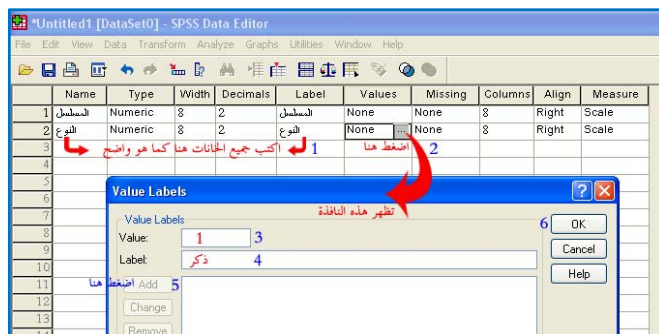 *Untitled1 [DataSet0] - SPSS Data Editor
File Edit View Data Transform Analyze Graphs Utilities Window Help
Name Type Width Decimals Label Values Missing Columns Align Measure
1 المسلسل Numeric 8 2 المسلسل None None 8 Right Scale
2 النوع Numeric 8 2 النوع None ... None 8 Right Scale
3 اكتب جميع الخانات هنا كما هو واضح 1 اضغط هنا 2
4
5
6 Value Labels ?
7 تظهر هذه النافذة
Value Labels
8 Value: 1 3 6 OK
9 Cancel
10 Label: ذكر 4 Help
11 اضغط هنا Add 5
12 Change
13
14 Remove